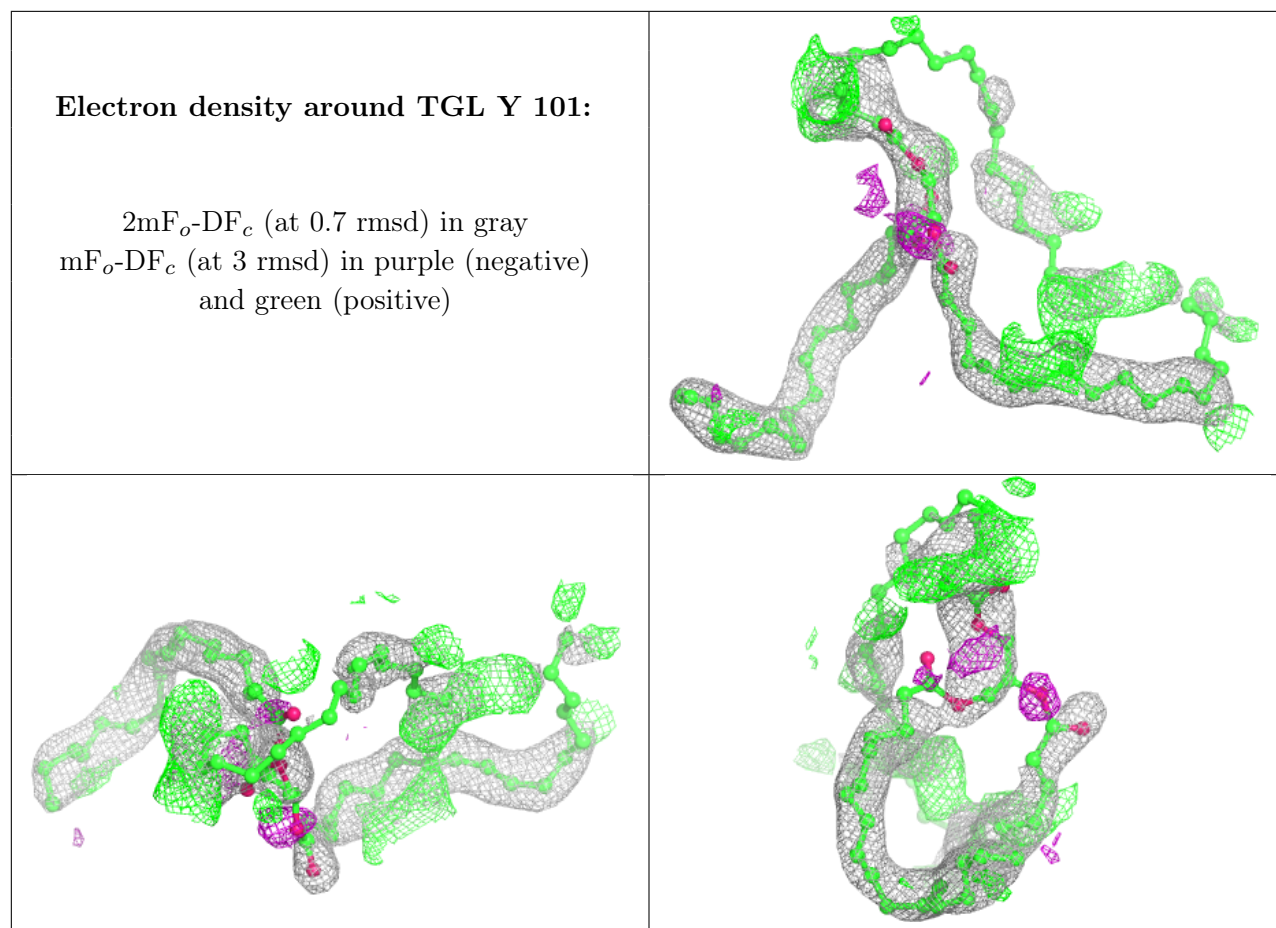 Electron density around TGL Y 101:
2mFₒ-DF𝒸 (at 0.7 rmsd) in gray
mFₒ-DF𝒸 (at 3 rmsd) in purple (negative)
and green (positive)